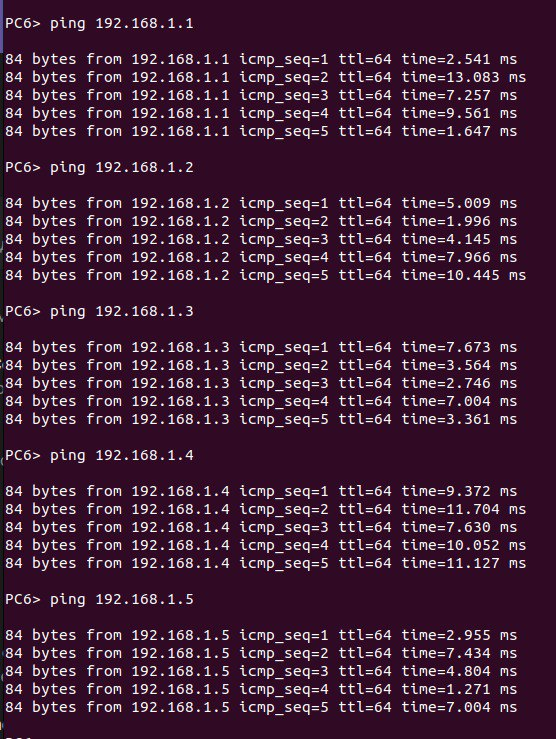 PC6> ping 192.168.1.1
84 bytes from 192.168.1.1 icmp_seq=1 ttl=64 time=2.541 ms
84 bytes from 192.168.1.1 icmp_seq=2 ttl=64 time=13.083 ms
84 bytes from 192.168.1.1 icmp_seq=3 ttl=64 time=7.257 ms
84 bytes from 192.168.1.1 icmp_seq=4 ttl=64 time=9.561 ms
84 bytes from 192.168.1.1 icmp_seq=5 ttl=64 time=1.647 ms
PC6> ping 192.168.1.2
84 bytes from 192.168.1.2 icmp_seq=1 ttl=64 time=5.009 ms
84 bytes from 192.168.1.2 icmp_seq=2 ttl=64 time=1.996 ms
84 bytes from 192.168.1.2 icmp_seq=3 ttl=64 time=4.145 ms
84 bytes from 192.168.1.2 icmp_seq=4 ttl=64 time=7.966 ms
84 bytes from 192.168.1.2 icmp_seq=5 ttl=64 time=10.445 ms
PC6> ping 192.168.1.3
84 bytes from 192.168.1.3 icmp_seq=1 ttl=64 time=7.673 ms
84 bytes from 192.168.1.3 icmp_seq=2 ttl=64 time=3.564 ms
84 bytes from 192.168.1.3 icmp_seq=3 ttl=64 time=2.746 ms
84 bytes from 192.168.1.3 icmp_seq=4 ttl=64 time=7.004 ms
84 bytes from 192.168.1.3 icmp_seq=5 ttl=64 time=3.361 ms
PC6> ping 192.168.1.4
84 bytes from 192.168.1.4 icmp_seq=1 ttl=64 time=9.372 ms
84 bytes from 192.168.1.4 icmp_seq=2 ttl=64 time=11.704 ms
84 bytes from 192.168.1.4 icmp_seq=3 ttl=64 time=7.630 ms
84 bytes from 192.168.1.4 icmp_seq=4 ttl=64 time=10.052 ms
84 bytes from 192.168.1.4 icmp_seq=5 ttl=64 time=11.127 ms
PC6> ping 192.168.1.5
84 bytes from 192.168.1.5 icmp_seq=1 ttl=64 time=2.955 ms
84 bytes from 192.168.1.5 icmp_seq=2 ttl=64 time=7.434 ms
84 bytes from 192.168.1.5 icmp_seq=3 ttl=64 time=4.804 ms
84 bytes from 192.168.1.5 icmp_seq=4 ttl=64 time=1.271 ms
84 bytes from 192.168.1.5 icmp_seq=5 ttl=64 time=7.004 ms